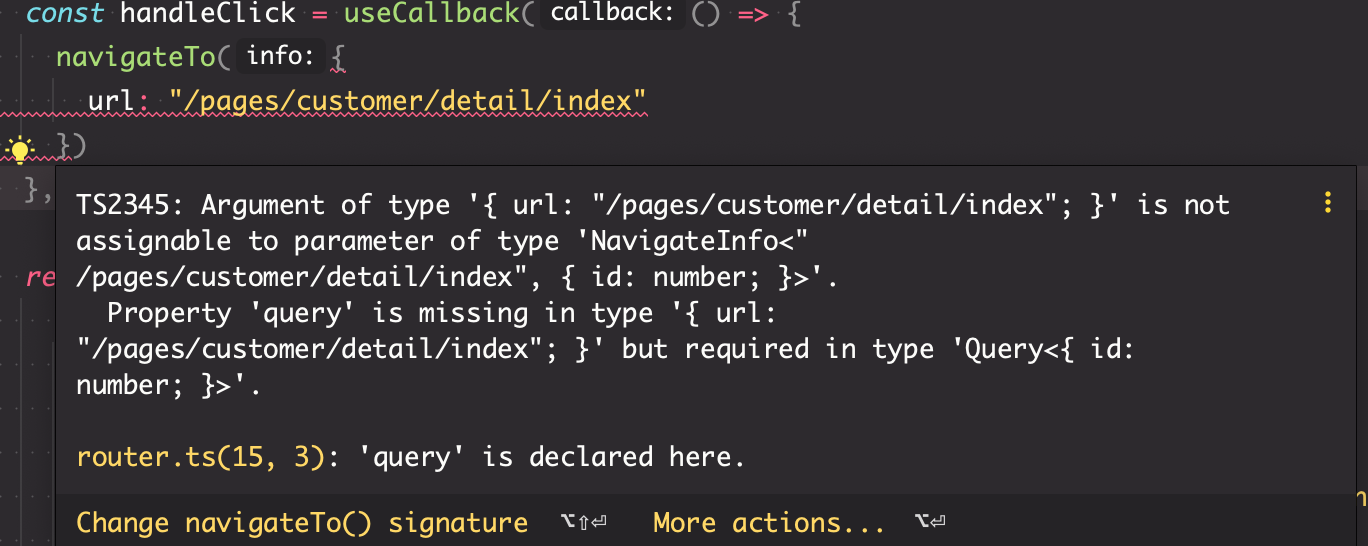 const handleClick = useCallback( callback: () => {
navigateTo( info: {
url: "/pages/customer/detail/index"
})
},
TS2345: Argument of type '{ url: "/pages/customer/detail/index"; }' is not
assignable to parameter of type 'NavigateInfo<"
re
/pages/customer/detail/index", { id: number; }>'.
Property 'query' is missing in type '{ url:
"/pages/customer/detail/index"; }' but required in type 'Query<{ id:
number; }>'.
router.ts(15, 3): 'query' is declared here.
Change navigateTo() signature ⌥⇧⏎ More actions... ⌥⏎